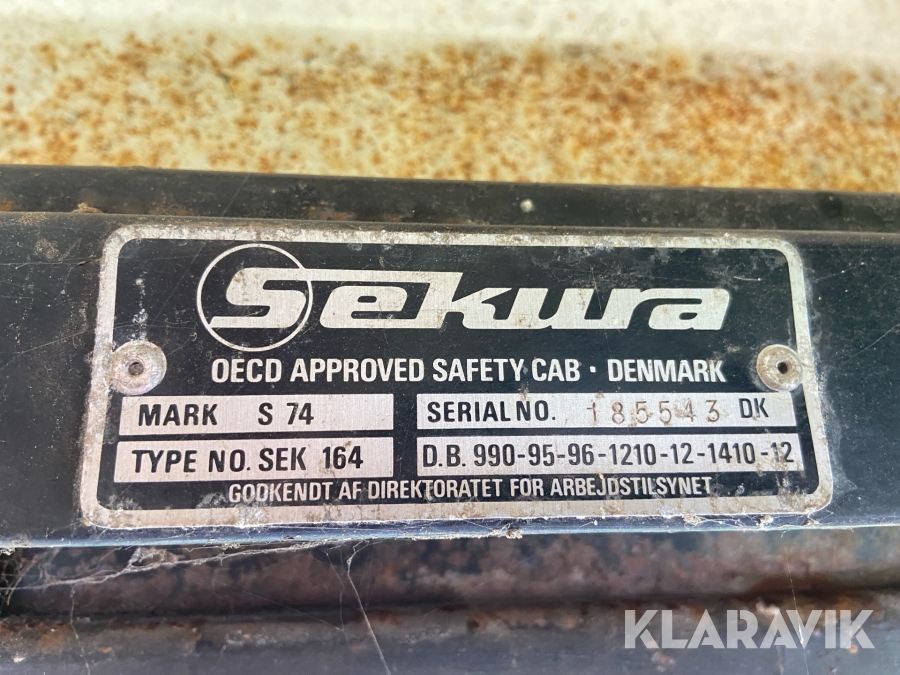 Sekura
OECD APPROVED SAFETY CAB · DENMARK
MARK S 74
SERIAL NO. 185543 DK
TYPE NO. SEK 164
D.B. 990-95-96-1210-12-1410-12
GODKENDT AF DIREKTORATET FOR ARBEJDSTILSYNET
KLARAVIK